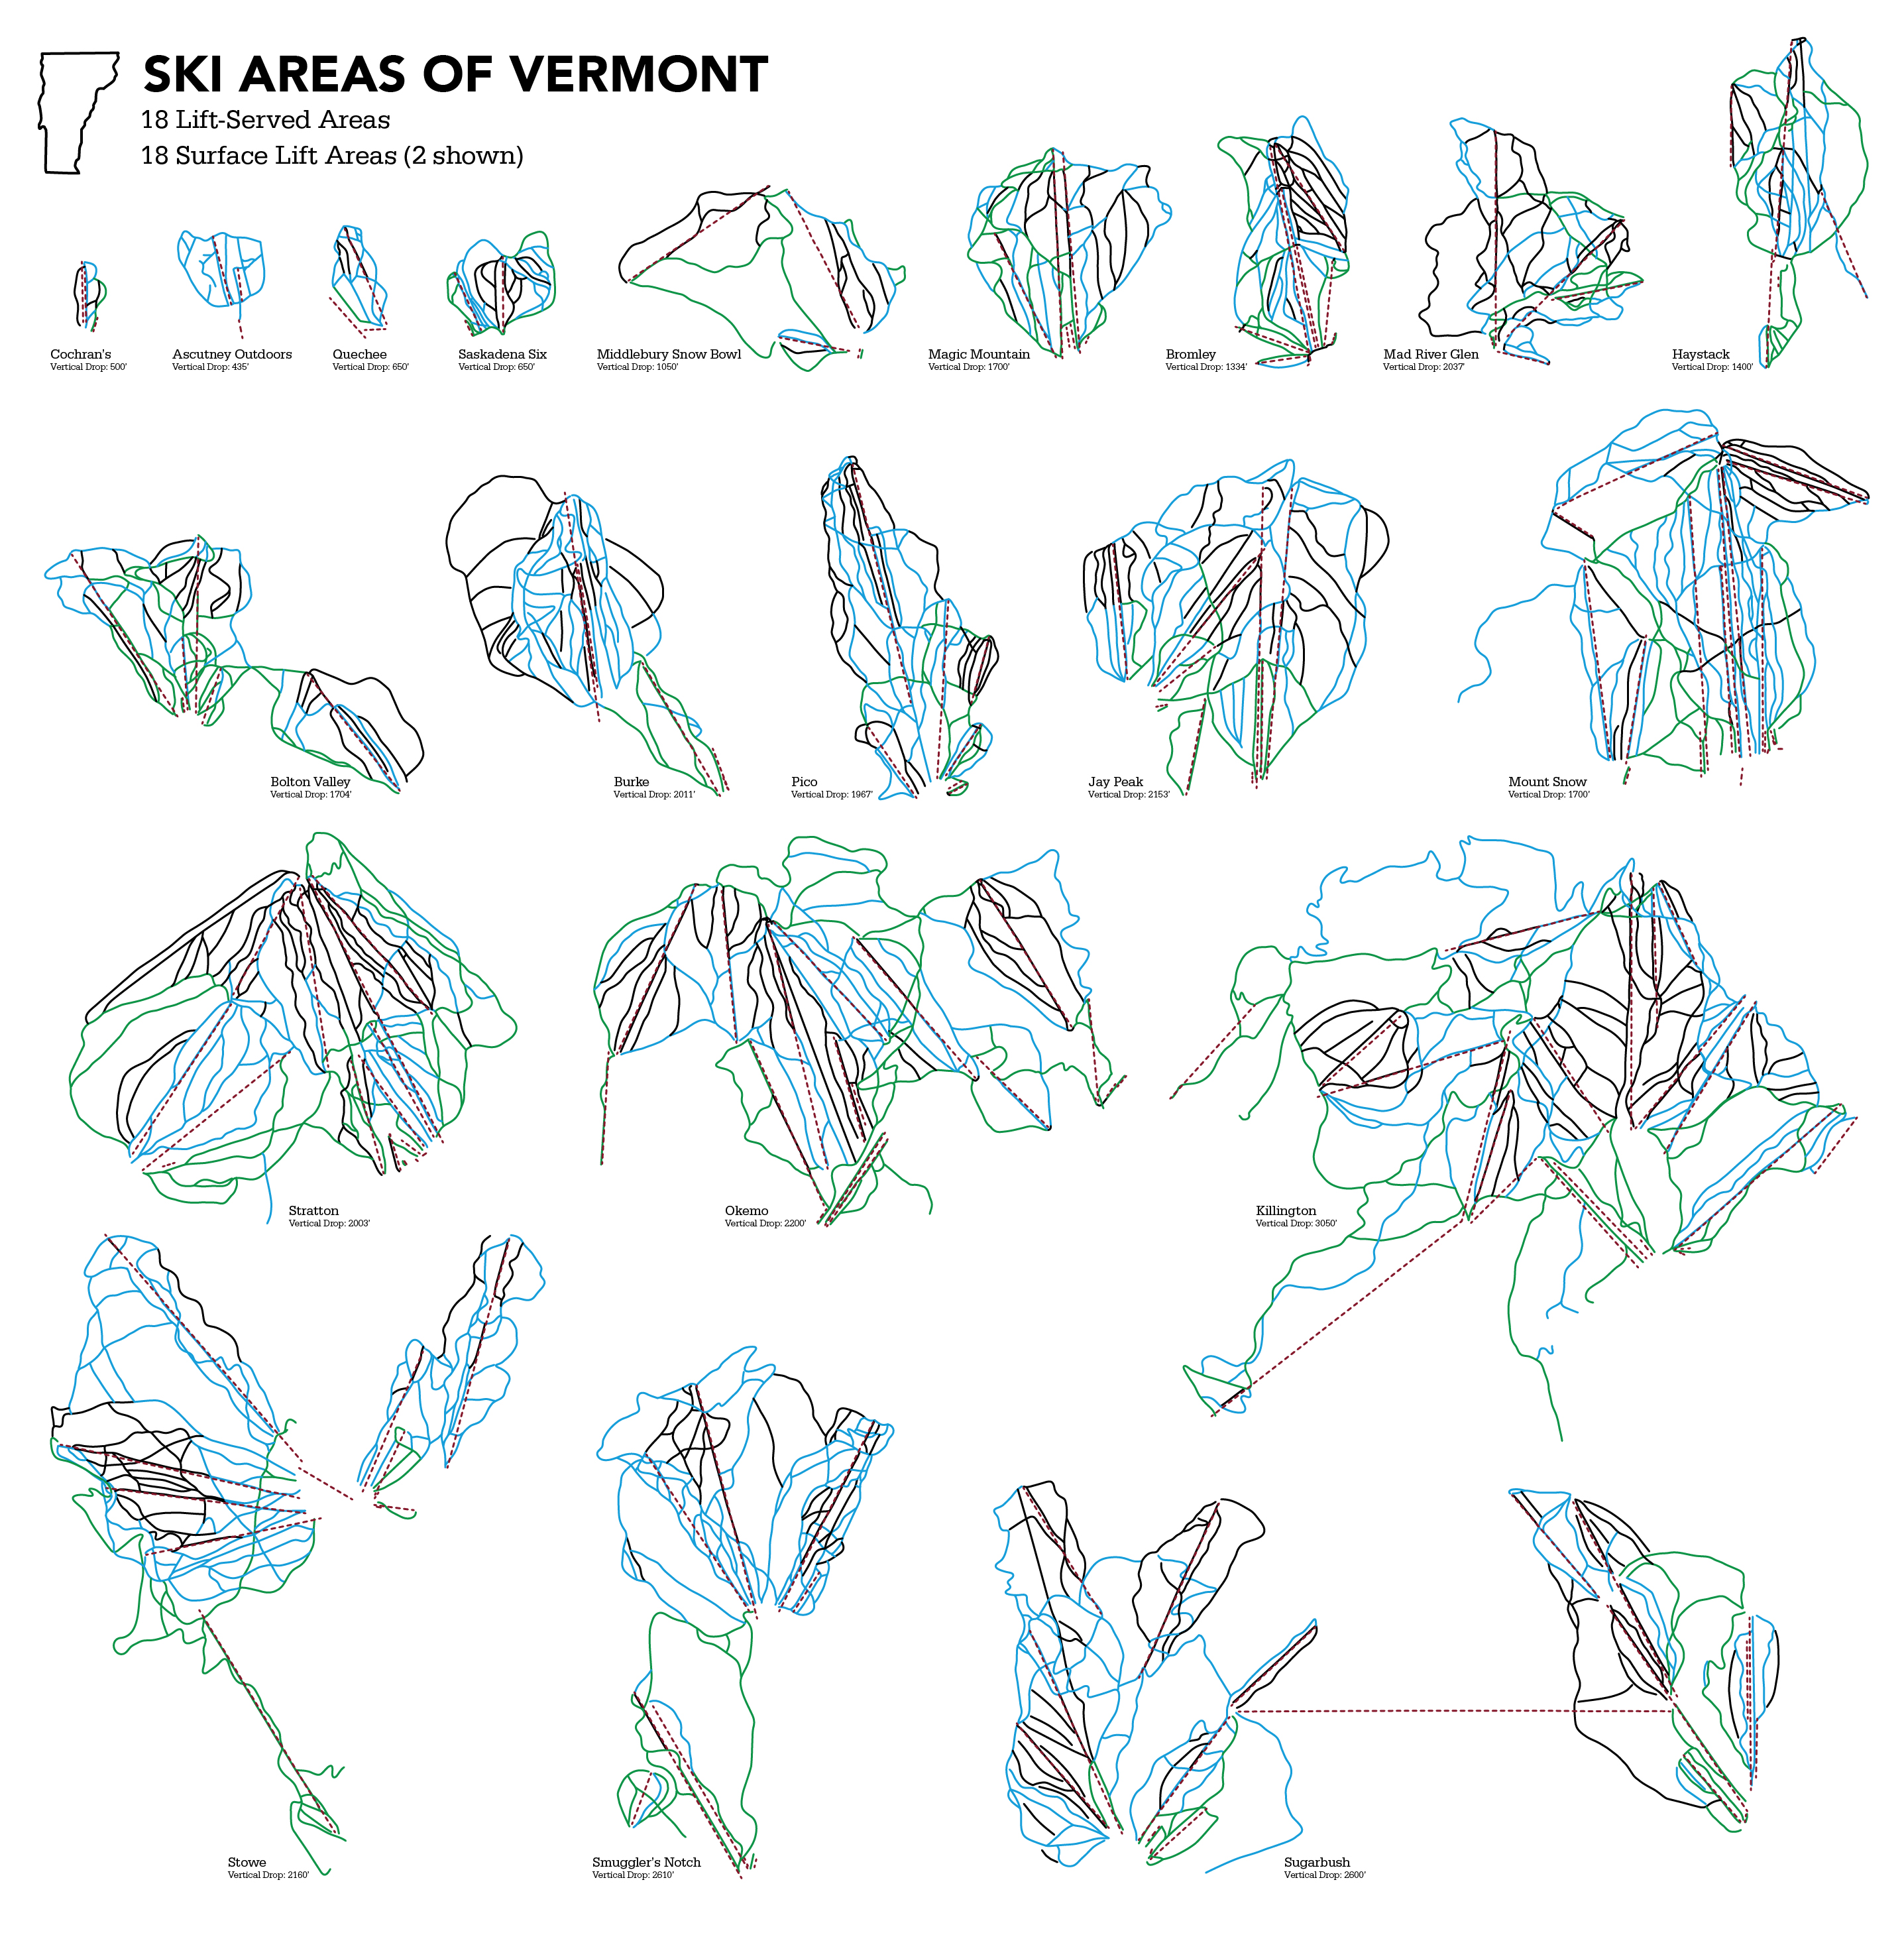 SKI AREAS OF VERMONT
18 Lift-Served Areas
18 Surface Lift Areas (2 shown)
Cochran's
Vertical Drop: 500'
Ascutney Outdoors
Vertical Drop: 435'
Quechee
Vertical Drop: 650'
Saskadena Six
Vertical Drop: 650'
Middlebury Snow Bowl
Vertical Drop: 1050'
Magic Mountain
Vertical Drop: 1700'
Bromley
Vertical Drop: 1334'
Mad River Glen
Vertical Drop: 2037'
Haystack
Vertical Drop: 1400'
Bolton Valley
Vertical Drop: 1704'
Burke
Vertical Drop: 2011'
Pico
Vertical Drop: 1967'
Jay Peak
Vertical Drop: 2153'
Mount Snow
Vertical Drop: 1700'
Stratton
Vertical Drop: 2003'
Okemo
Vertical Drop: 2200'
Killington
Vertical Drop: 3050'
Stowe
Vertical Drop: 2160'
Smuggler's Notch
Vertical Drop: 2610'
Sugarbush
Vertical Drop: 2600'